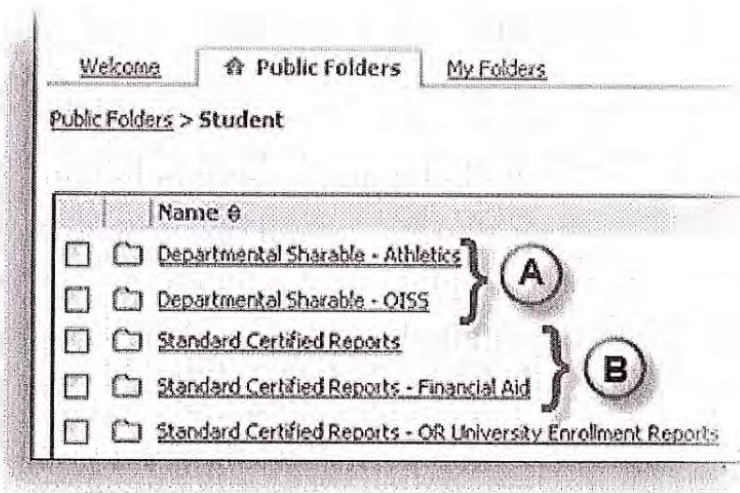 Welcome Public Folders My Folders
Public Folders > Student
Name
Departmental Sharable - Athletics
A
Departmental Sharable - OISS
Standard Certified Reports
B
Standard Certified Reports - Financial Aid
Standard Certified Reports - OR University Enrollment Reports